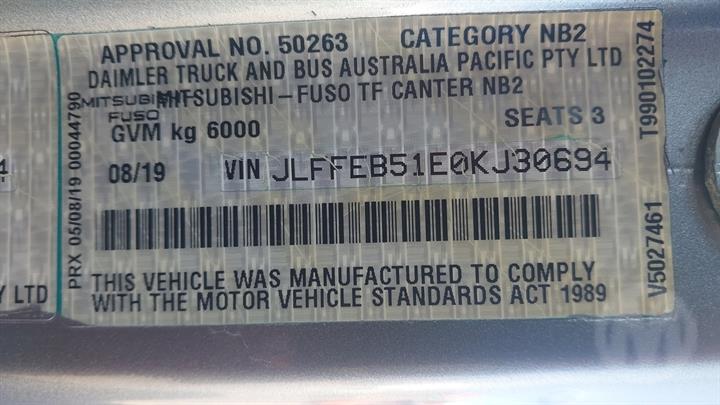 APPROVAL NO. 50263 CATEGORY NB2
DAIMLER TRUCK AND BUS AUSTRALIA PACIFIC PTY LTD
MITSUBISHI-FUSO TF CANTER NB2
MITSUBISHI
FUSO
GVM kg 6000 SEATS 3
08/19 VIN JLFFEB51E0KJ30694
THIS VEHICLE WAS MANUFACTURED TO COMPLY
WITH THE MOTOR VEHICLE STANDARDS ACT 1989
PRX 05/08/19 00044790
T990102274
V5027461
Y LTD
4